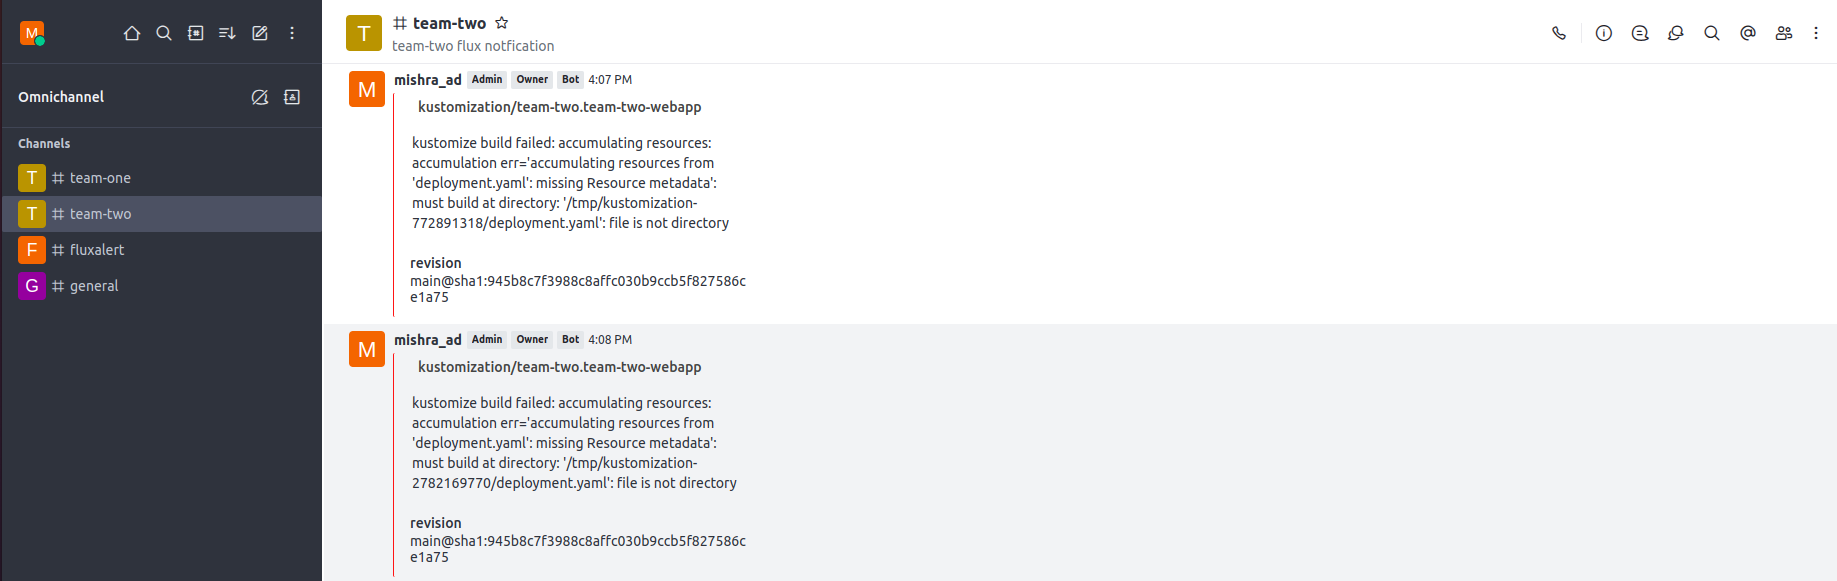 M
Omnichannel
Channels
T team-one
T team-two
F fluxalert
G general
T team-two
team-two flux notfication
M mishra_ad Admin Owner Bot 4:07 PM
kustomization/team-two.team-two-webapp
kustomize build failed: accumulating resources:
accumulation err='accumulating resources from
'deployment.yaml': missing Resource metadata':
must build at directory: '/tmp/kustomization-
772891318/deployment.yaml': file is not directory
revision
main@sha1:945b8c7f3988c8affc030b9ccb5f827586c
e1a75
M mishra_ad Admin Owner Bot 4:08 PM
kustomization/team-two.team-two-webapp
kustomize build failed: accumulating resources:
accumulation err='accumulating resources from
'deployment.yaml': missing Resource metadata':
must build at directory: '/tmp/kustomization-
2782169770/deployment.yaml': file is not directory
revision
main@sha1:945b8c7f3988c8affc030b9ccb5f827586c
e1a75